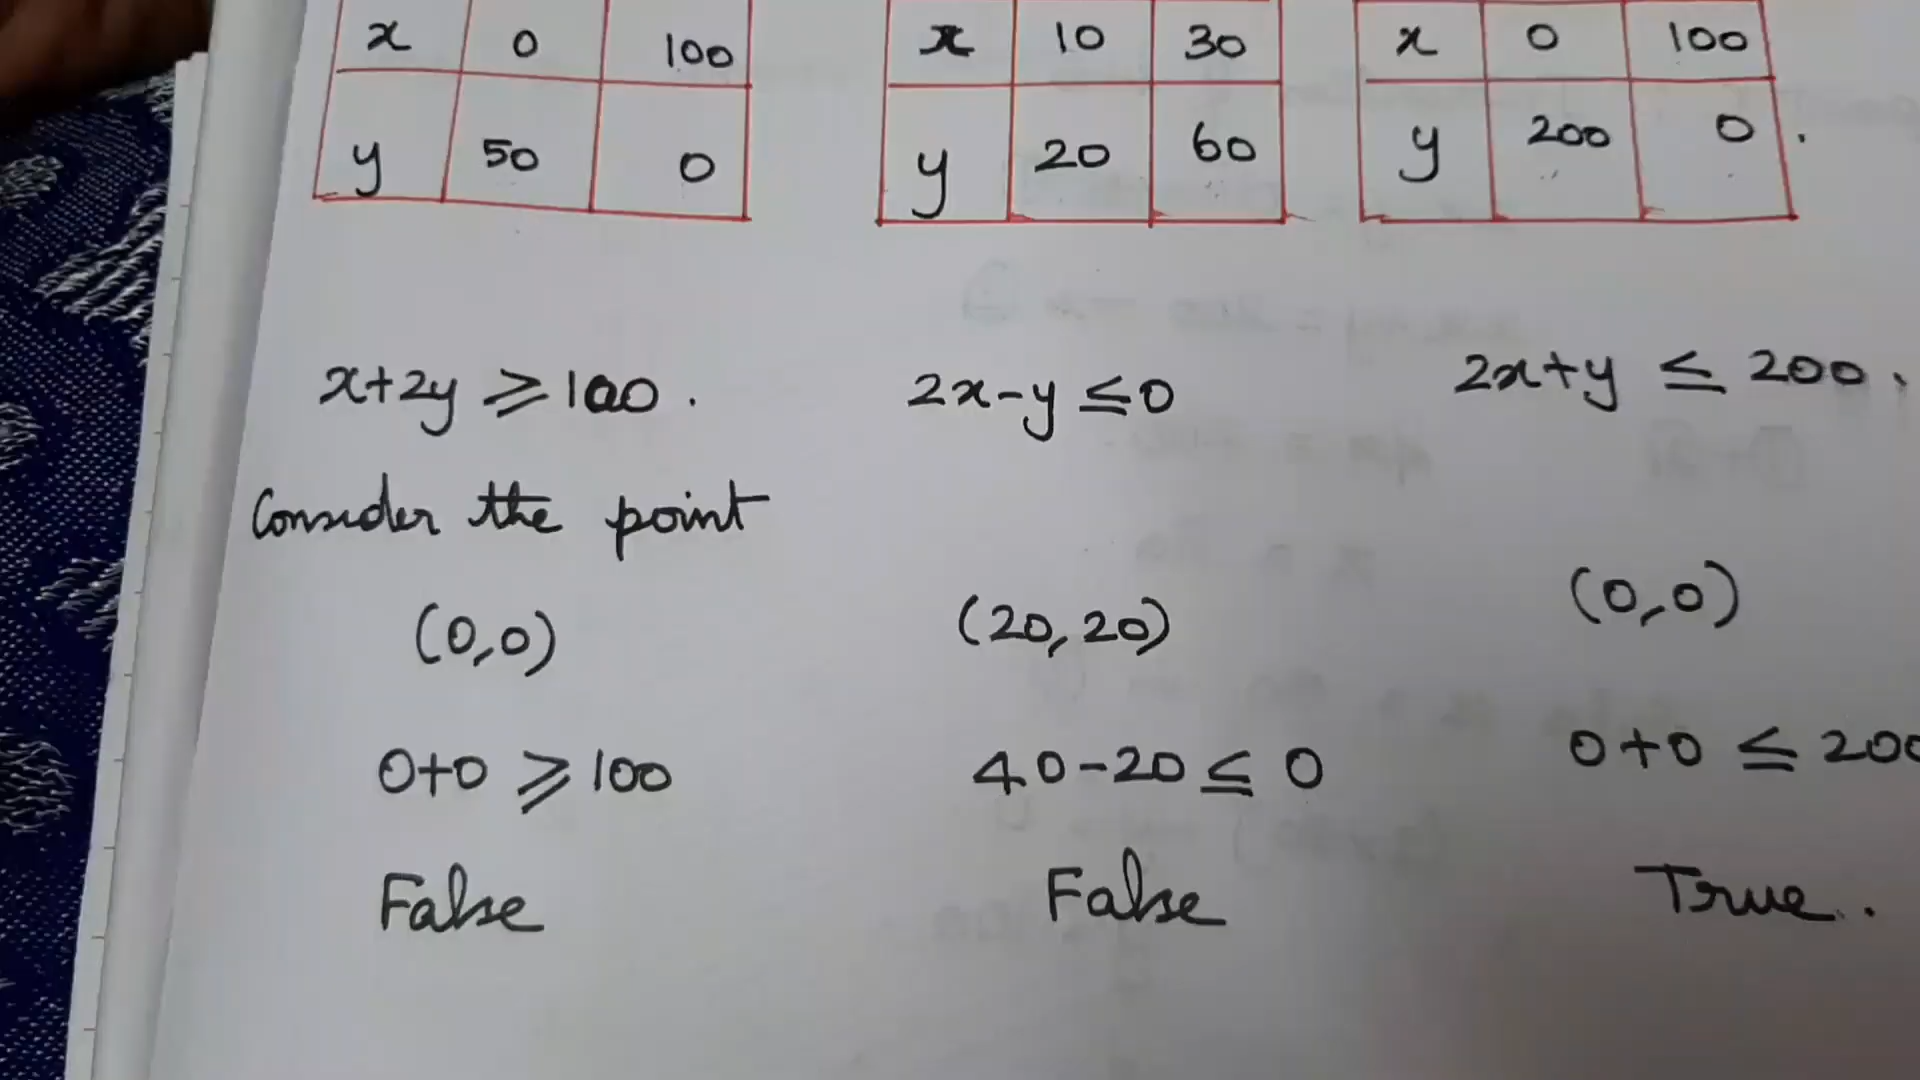 x 0 100
y 50 0
x 10 30
y 20 60
x 0 100
y 200 0 .
x+2y ≥ 100 .
2x-y ≤ 0
2x+y ≤ 200 .
Consider the point
(0,0)
(20, 20)
(0,0)
0+0 ≥ 100
40-20 ≤ 0
0+0 ≤ 200
False
False
True .